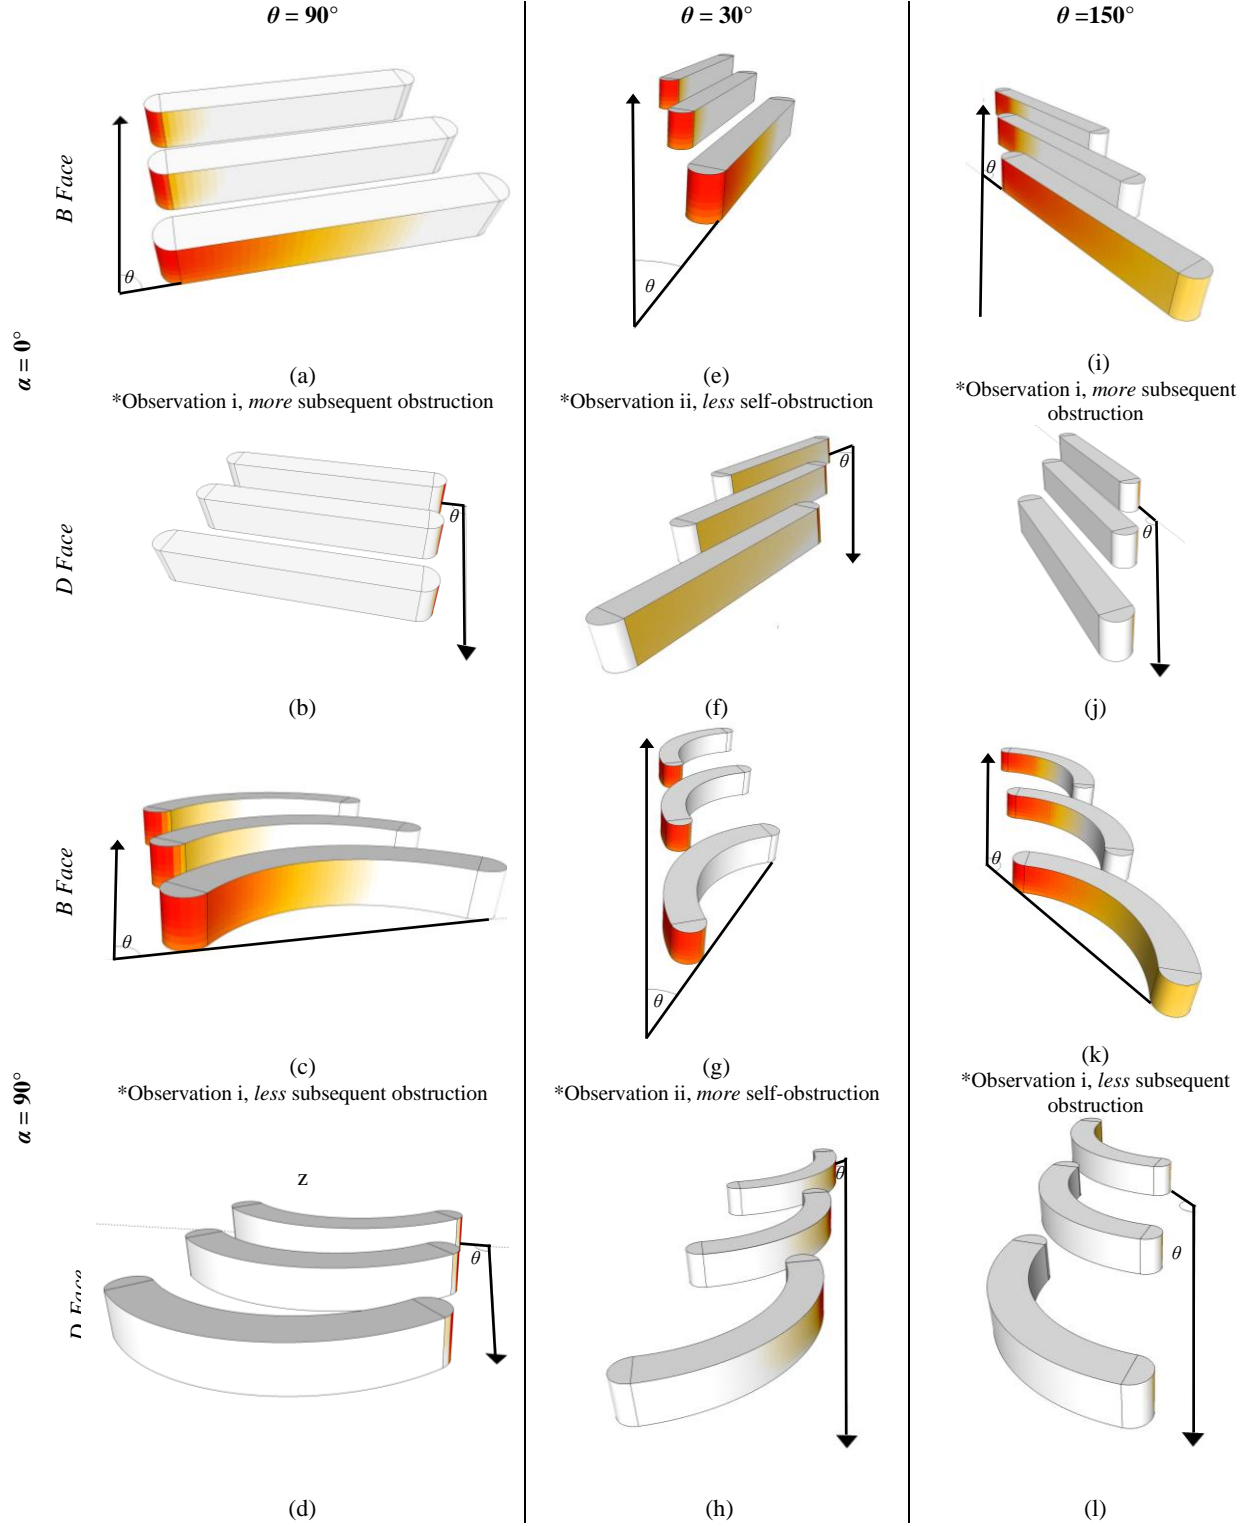 θ = 90°
θ = 30°
θ =150°
B Face
θ
θ
θ
α = 0°
(a)
(e)
(i)
*Observation i, more subsequent obstruction
*Observation ii, less self-obstruction
*Observation i, more subsequent
obstruction
D Face
θ
θ
θ
(b)
(f)
(j)
B Face
θ
θ
θ
(c)
(g)
(k)
α = 90°
*Observation i, less subsequent obstruction
*Observation ii, more self-obstruction
*Observation i, less subsequent
obstruction
z
D Face
θ
θ
θ
(d)
(h)
(l)